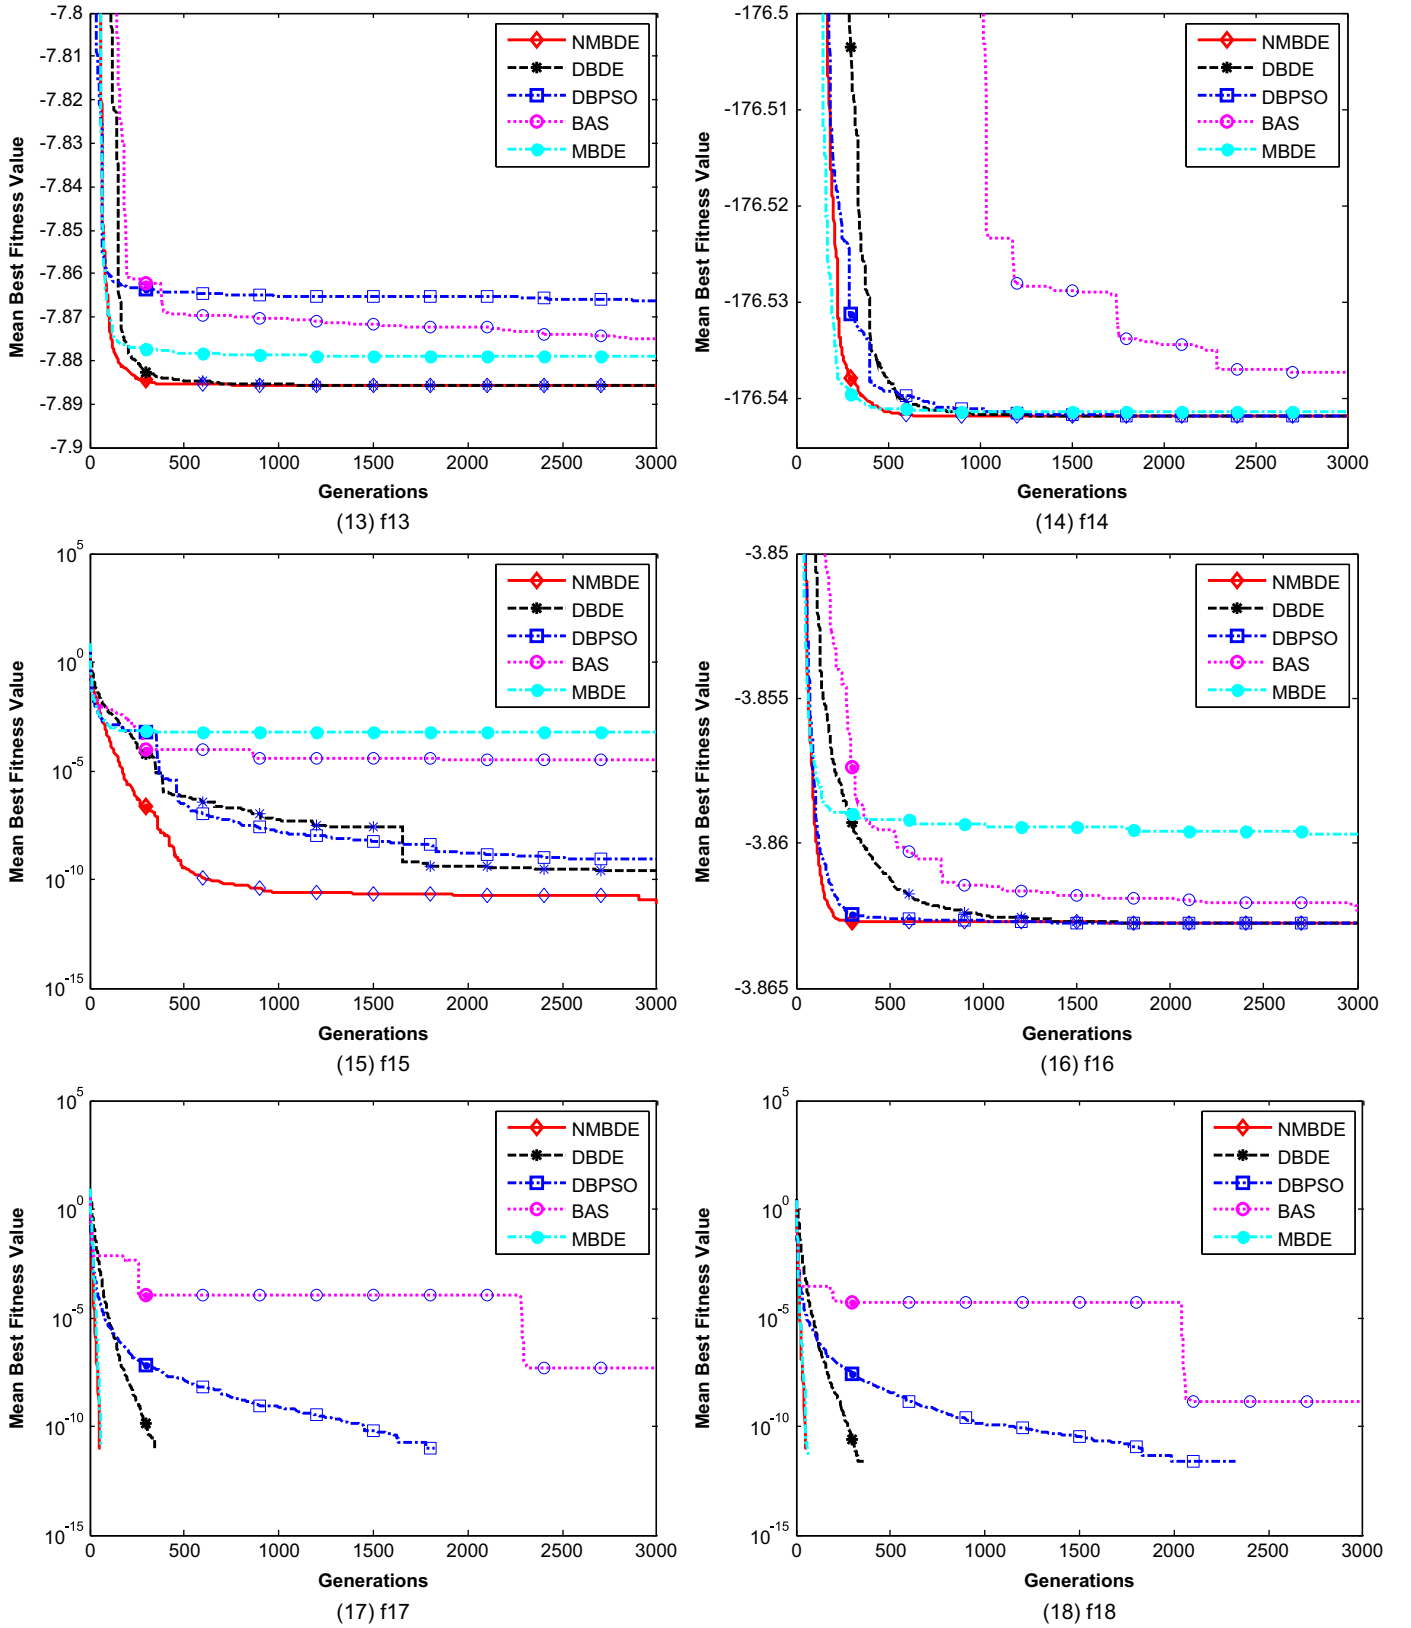 -7.8
-7.81
-7.82
-7.83
-7.84
-7.85
-7.86
-7.87
-7.88
-7.89
-7.9
Mean Best Fitness Value
NMBDE
DBDE
DBPSO
BAS
MBDE
0 500 1000 1500 2000 2500 3000
Generations
(13) f13
-176.5
-176.51
-176.52
-176.53
-176.54
Mean Best Fitness Value
NMBDE
DBDE
DBPSO
BAS
MBDE
0 500 1000 1500 2000 2500 3000
Generations
(14) f14
10^5
10^0
10^-5
10^-10
10^-15
Mean Best Fitness Value
NMBDE
DBDE
DBPSO
BAS
MBDE
0 500 1000 1500 2000 2500 3000
Generations
(15) f15
-3.85
-3.855
-3.86
-3.865
Mean Best Fitness Value
NMBDE
DBDE
DBPSO
BAS
MBDE
0 500 1000 1500 2000 2500 3000
Generations
(16) f16
10^5
10^0
10^-5
10^-10
10^-15
Mean Best Fitness Value
NMBDE
DBDE
DBPSO
BAS
MBDE
0 500 1000 1500 2000 2500 3000
Generations
(17) f17
10^5
10^0
10^-5
10^-10
10^-15
Mean Best Fitness Value
NMBDE
DBDE
DBPSO
BAS
MBDE
0 500 1000 1500 2000 2500 3000
Generations
(18) f18